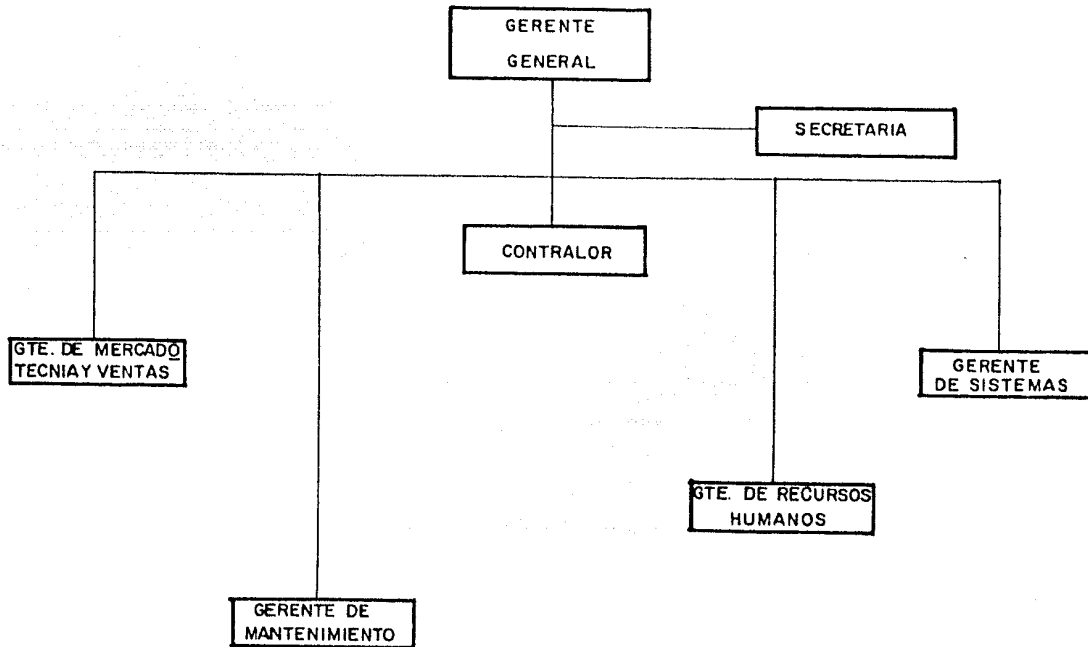 GERENTE
GENERAL
SECRETARIA
CONTRALOR
GTE. DE MERCADO
TECNIA Y VENTAS
GERENTE
DE SISTEMAS
GTE. DE RECURSOS
HUMANOS
GERENTE DE
MANTENIMIENTO